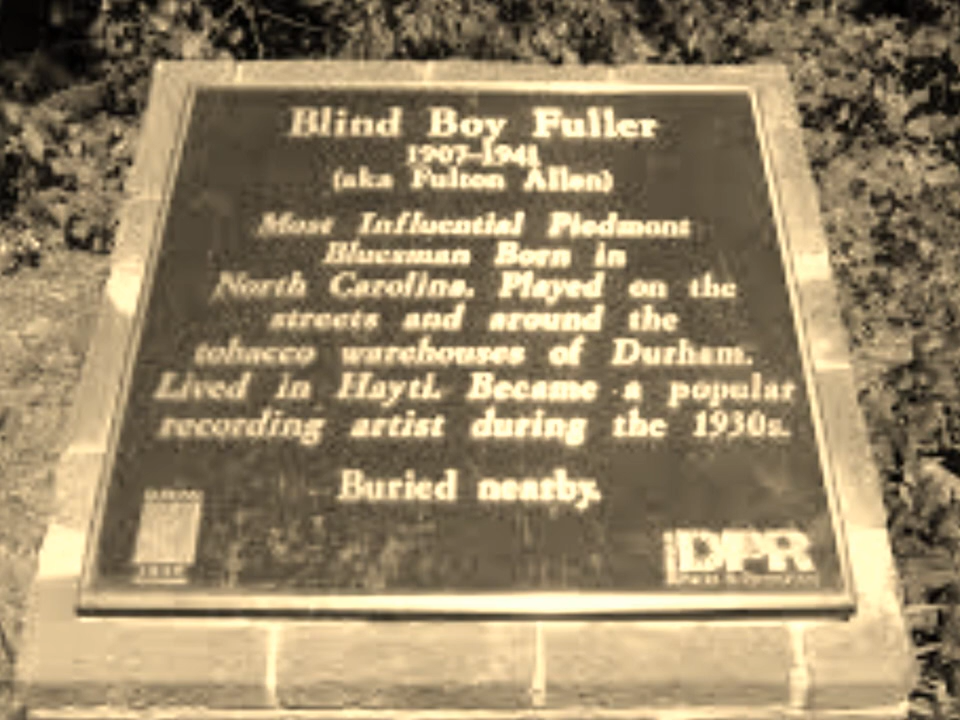 Blind Boy Fuller
1907-1941
(aka Fulton Allen)
Most Influential Piedmont
Bluesman Born in
North Carolina. Played on the
streets and around the
tobacco warehouses of Durham.
Lived in Hayti. Became a popular
recording artist during the 1930s.
Buried nearby.
DPR